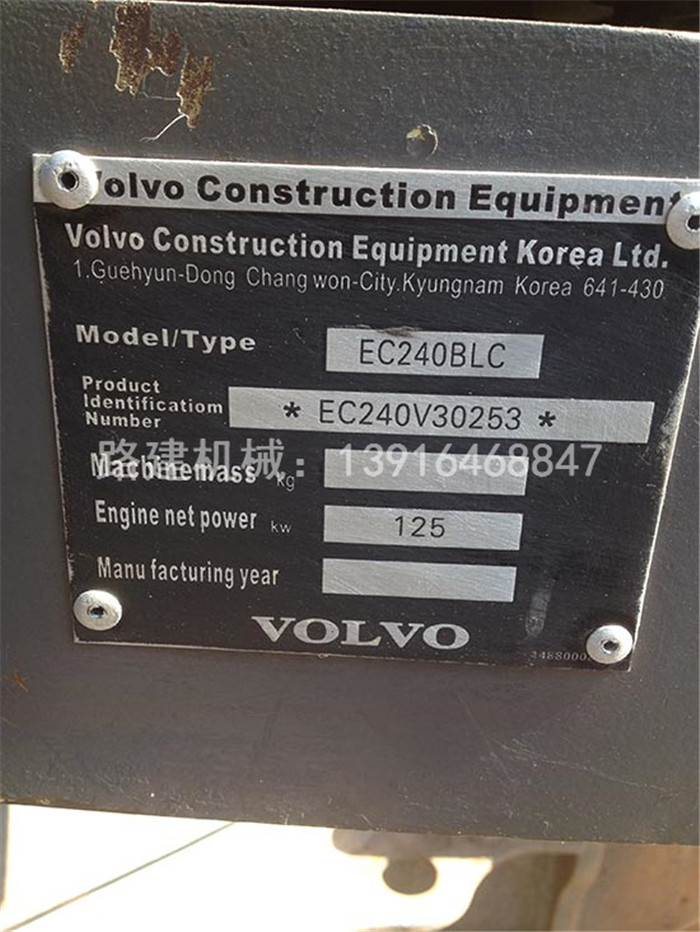 Volvo Construction Equipment
Volvo Construction Equipment Korea Ltd.
1.Guehyun-Dong Chang won-City.Kyungnam Korea 641-430
Model/Type EC240BLC
Product
Identification
Number
* EC240V30253 *
路建机械：13916468847
Machinemass kg
Engine net power kw 125
Manu facturing year
VOLVO